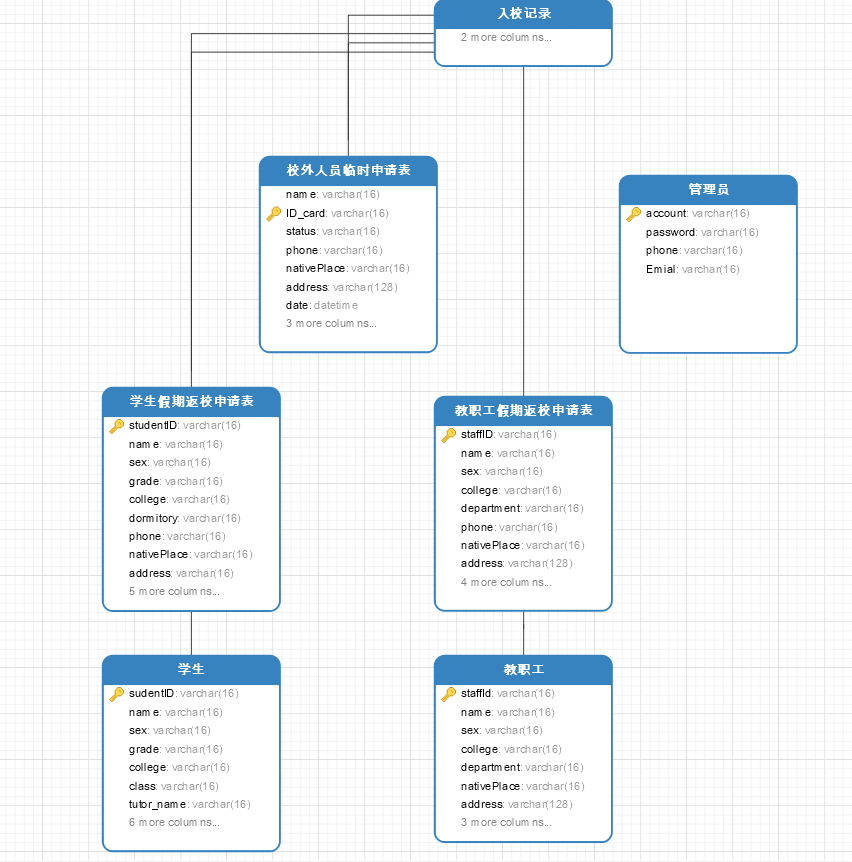 入校记录
2 more columns...
校外人员临时申请表
name: varchar(16)
ID_card: varchar(16)
status: varchar(16)
phone: varchar(16)
nativePlace: varchar(16)
address: varchar(128)
date: datetime
3 more columns...
管理员
account: varchar(16)
password: varchar(16)
phone: varchar(16)
Emial: varchar(16)
学生假期返校申请表
studentID: varchar(16)
name: varchar(16)
sex: varchar(16)
grade: varchar(16)
college: varchar(16)
dormitory: varchar(16)
phone: varchar(16)
nativePlace: varchar(16)
address: varchar(16)
5 more columns...
教职工假期返校申请表
staffID: varchar(16)
name: varchar(16)
sex: varchar(16)
college: varchar(16)
department: varchar(16)
phone: varchar(16)
nativePlace: varchar(16)
address: varchar(128)
4 more columns...
学生
sudentID: varchar(16)
name: varchar(16)
sex: varchar(16)
grade: varchar(16)
college: varchar(16)
class: varchar(16)
tutor_name: varchar(16)
6 more columns...
教职工
staffId: varchar(16)
name: varchar(16)
sex: varchar(16)
college: varchar(16)
department: varchar(16)
nativePlace: varchar(16)
address: varchar(128)
3 more columns...